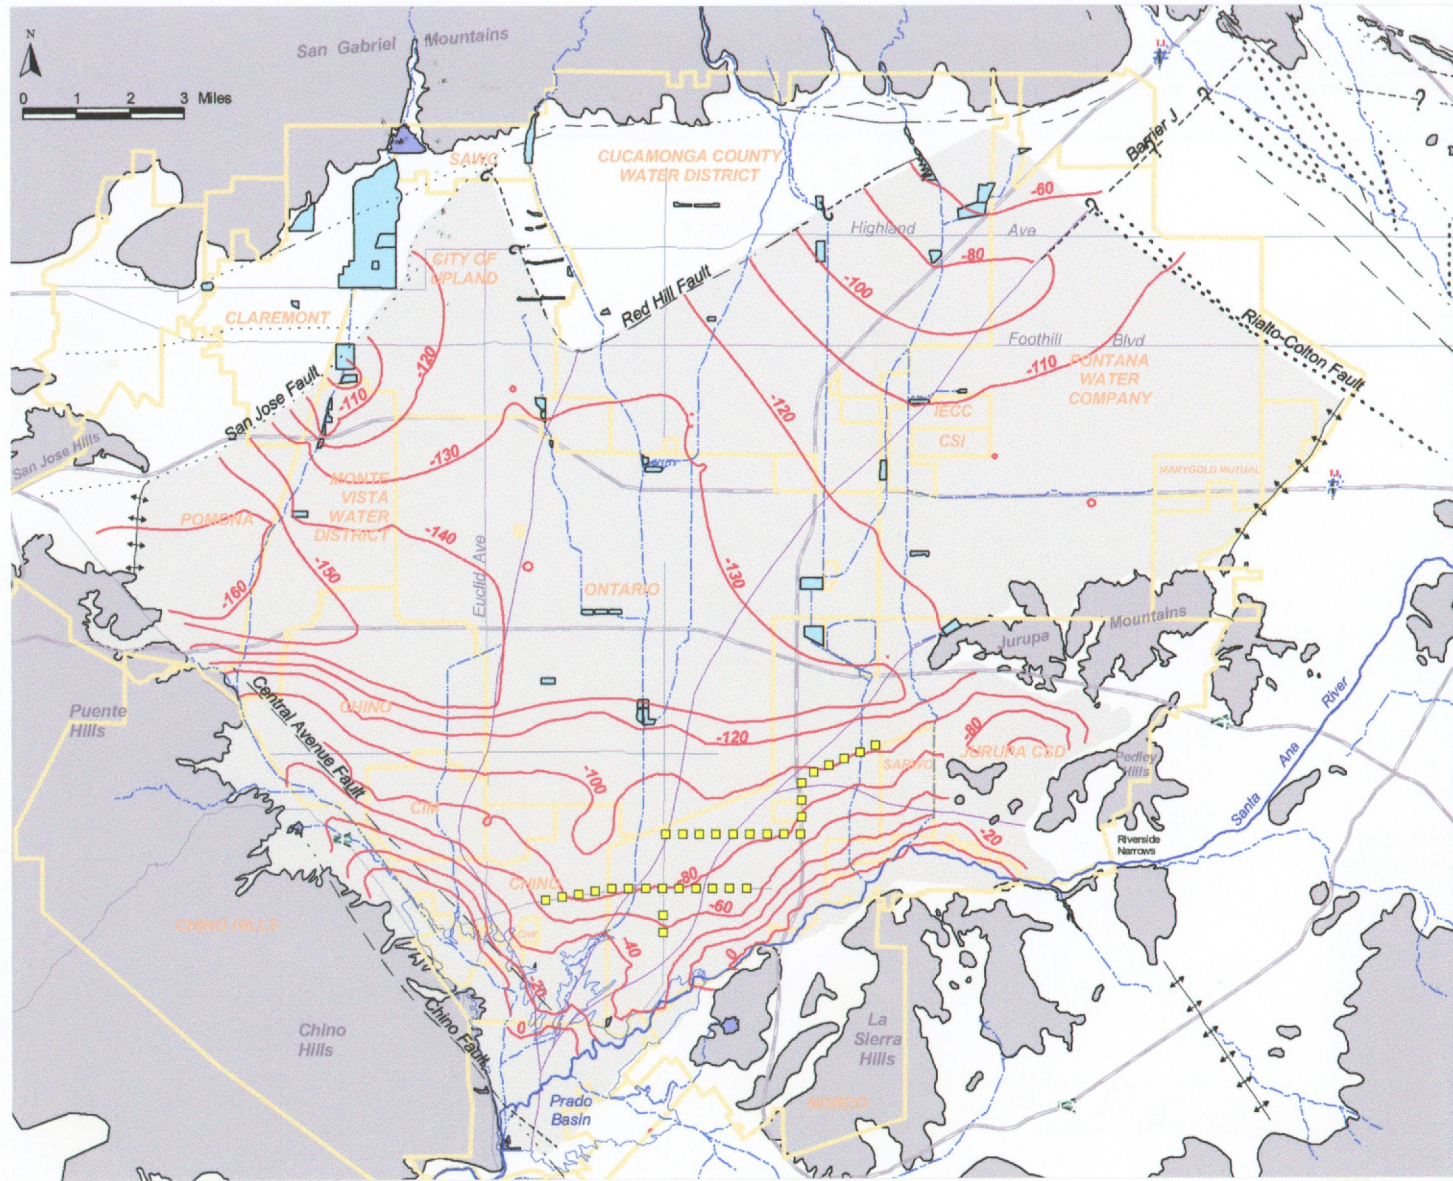 N
San Gabriel Mountains
0 1 2 3 Miles
SAWC
CUCAMONGA COUNTY
WATER DISTRICT
Barrier J
-60
Highland Ave
CITY OF
UPLAND
-80
-100
CLAREMONT
Red Hill Fault
Rialto-Colton Fault
Foothill Blvd
-120
-110
San Jose Fault
-110
-120
FONTANA
WATER
COMPANY
IECC
CSI
San Jose Hills
-130
MARYGOLD MUTUAL
MONTE
VISTA
WATER
DISTRICT
POMONA
-140
Euclid Ave
-150
-160
-130
ONTARIO
Jurupa Mountains
Puente
Hills
Central Avenue Fault
CHINO
-120
-80
JURUPA CSD
SARWC
Pedley
Hills
Santa Ana River
-100
CIM
-20
Riverside
Narrows
CHINO
-80
-60
CHINO HILLS
CIW
-40
0
-20
Chino Fault
0
Chino
Hills
La
Sierra
Hills
Prado
Basin
NORCO